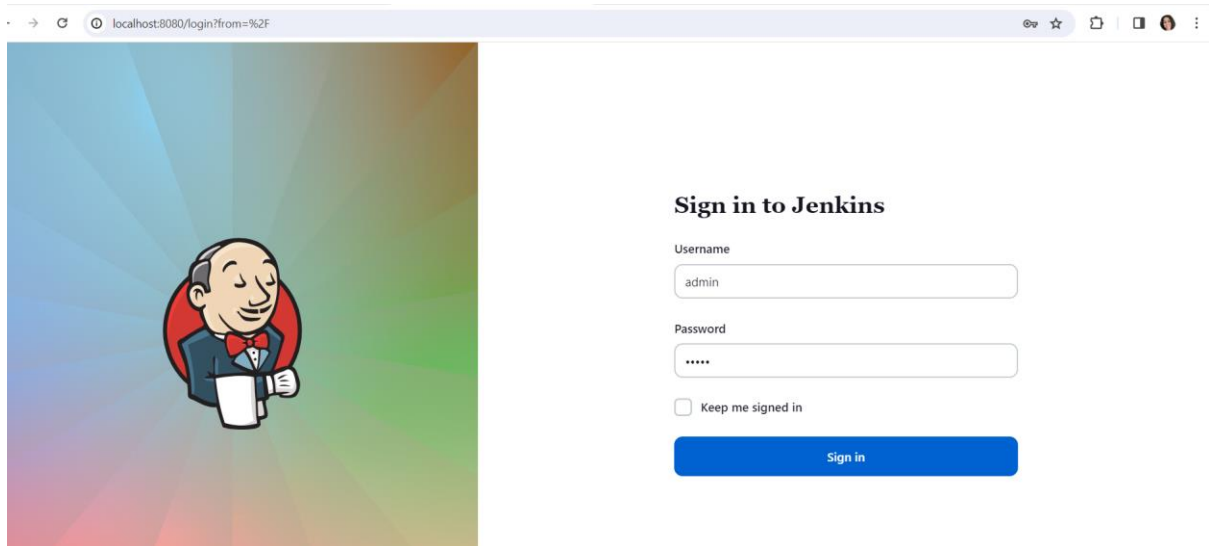 localhost:8080/login?from=%2F
Sign in to Jenkins
Username
admin
Password
•••••
Keep me signed in
Sign in